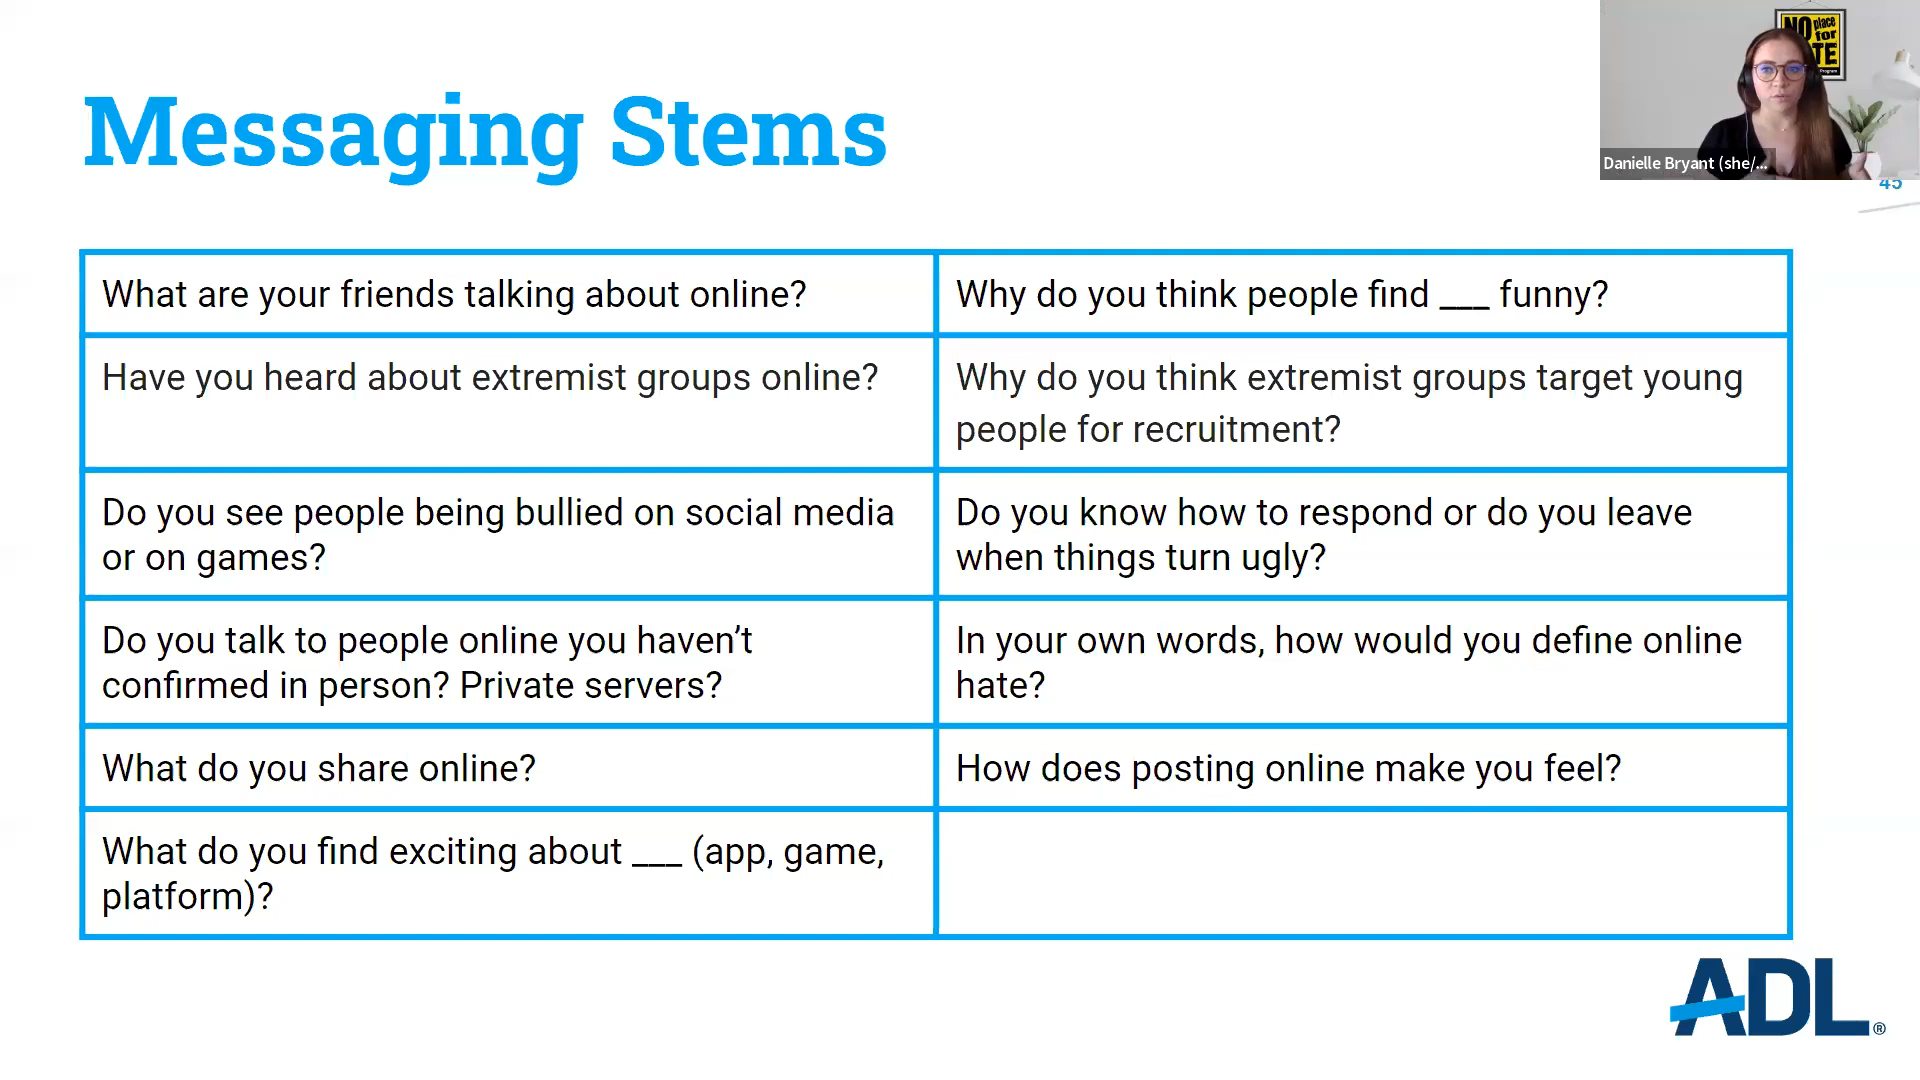 NO place
for
Program
Danielle Bryant (she/...
45
Messaging Stems
What are your friends talking about online?
Why do you think people find ___ funny?
Have you heard about extremist groups online?
Why do you think extremist groups target young
people for recruitment?
Do you see people being bullied on social media
or on games?
Do you know how to respond or do you leave
when things turn ugly?
Do you talk to people online you haven’t
confirmed in person? Private servers?
In your own words, how would you define online
hate?
What do you share online?
How does posting online make you feel?
What do you find exciting about ___ (app, game,
platform)?
ADL®